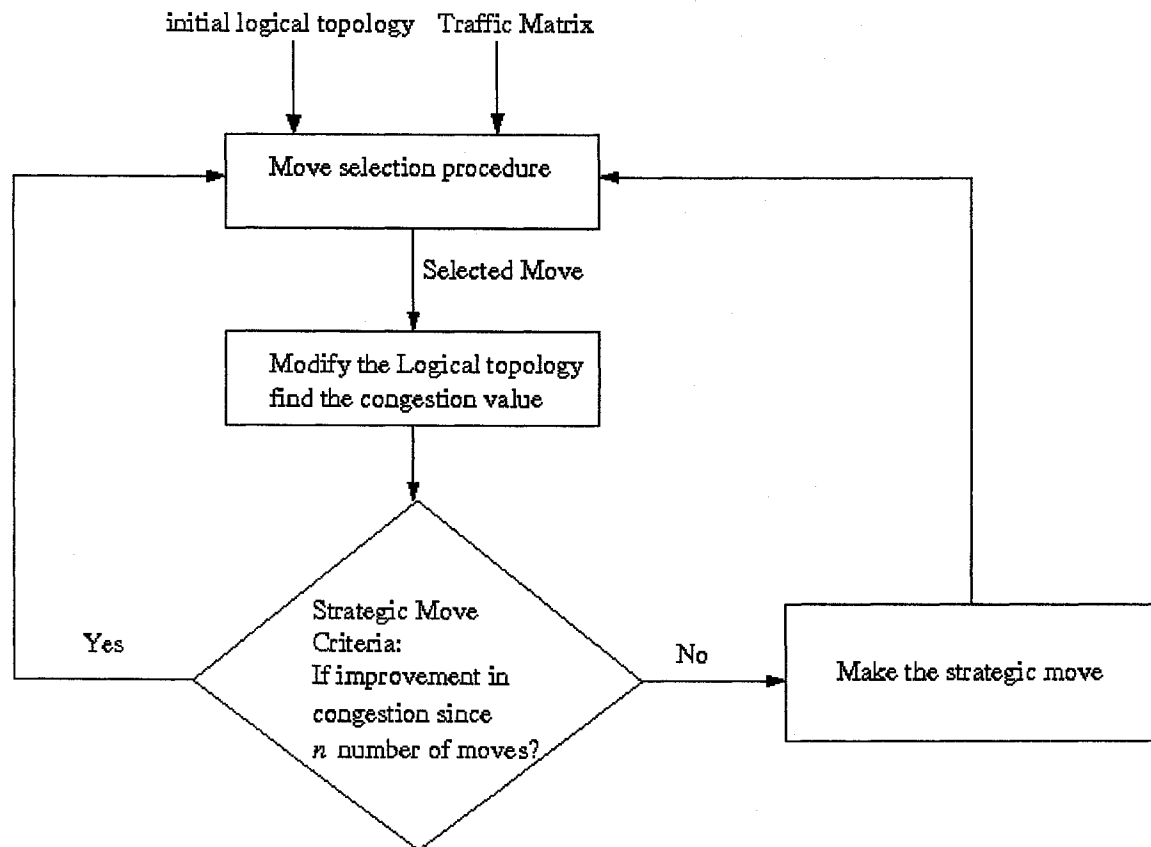 initial logical topology Traffic Matrix
Move selection procedure
Selected Move
Modify the Logical topology
find the congestion value
Strategic Move
Criteria:
If improvement in
congestion since
n number of moves?
Yes
No
Make the strategic move